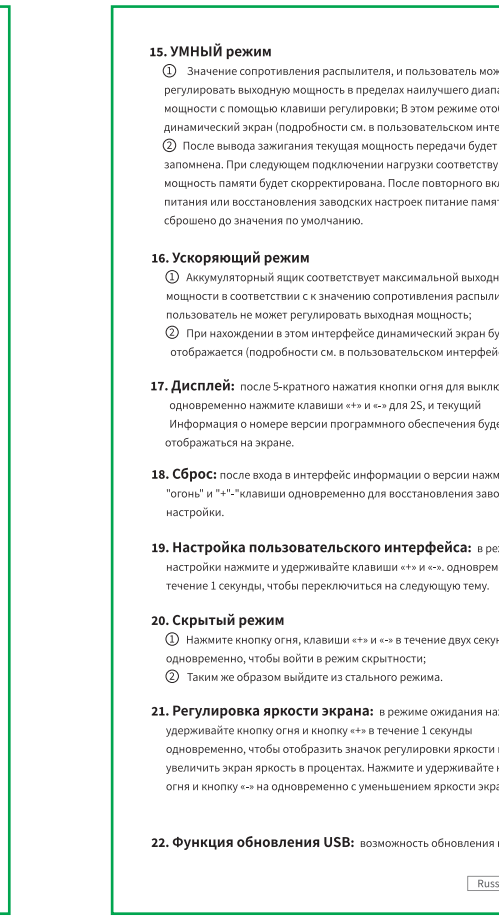 15. УМНЫЙ режим
① Значение сопротивления распылителя, и пользователь мож
регулировать выходную мощность в пределах наилучшего диапа
мощности с помощью клавиши регулировки; В этом режиме ото
динамический экран (подробности см. в пользовательском инте
② После вывода зажигания текущая мощность передачи будет
запомнена. При следующем подключении нагрузки соответству
мощность памяти будет скорректирована. После повторного вк
питания или восстановления заводских настроек питание памя
сброшено до значения по умолчанию.
16. Ускоряющий режим
① Аккумуляторный ящик соответствует максимальной выходн
мощности в соответствии с к значению сопротивления распыли
пользователь не может регулировать выходная мощность;
② При нахождении в этом интерфейсе динамический экран бу
отображается (подробности см. в пользовательском интерфей
17. Дисплей: после 5-кратного нажатия кнопки огня для выклю
одновременно нажмите клавиши «+» и «-» для 2S, и текущий
Информация о номере версии программного обеспечения буд
отображаться на экране.
18. Сброс: после входа в интерфейс информации о версии нажм
"огонь" и "+"-"клавиши одновременно для восстановления заво
настройки.
19. Настройка пользовательского интерфейса: в ре
настройки нажмите и удерживайте клавиши «+» и «-». одноврем
течение 1 секунды, чтобы переключиться на следующую тему.
20. Скрытый режим
① Нажмите кнопку огня, клавиши «+» и «-» в течение двух секу
одновременно, чтобы войти в режим скрытности;
② Таким же образом выйдите из стального режима.
21. Регулировка яркости экрана: в режиме ожидания на
удерживайте кнопку огня и кнопку «+» в течение 1 секунды
одновременно, чтобы отобразить значок регулировки яркости
увеличить экран яркость в процентах. Нажмите и удерживайте
огня и кнопку «-» на одновременно с уменьшением яркости экра
22. Функция обновления USB: возможность обновления
Russ